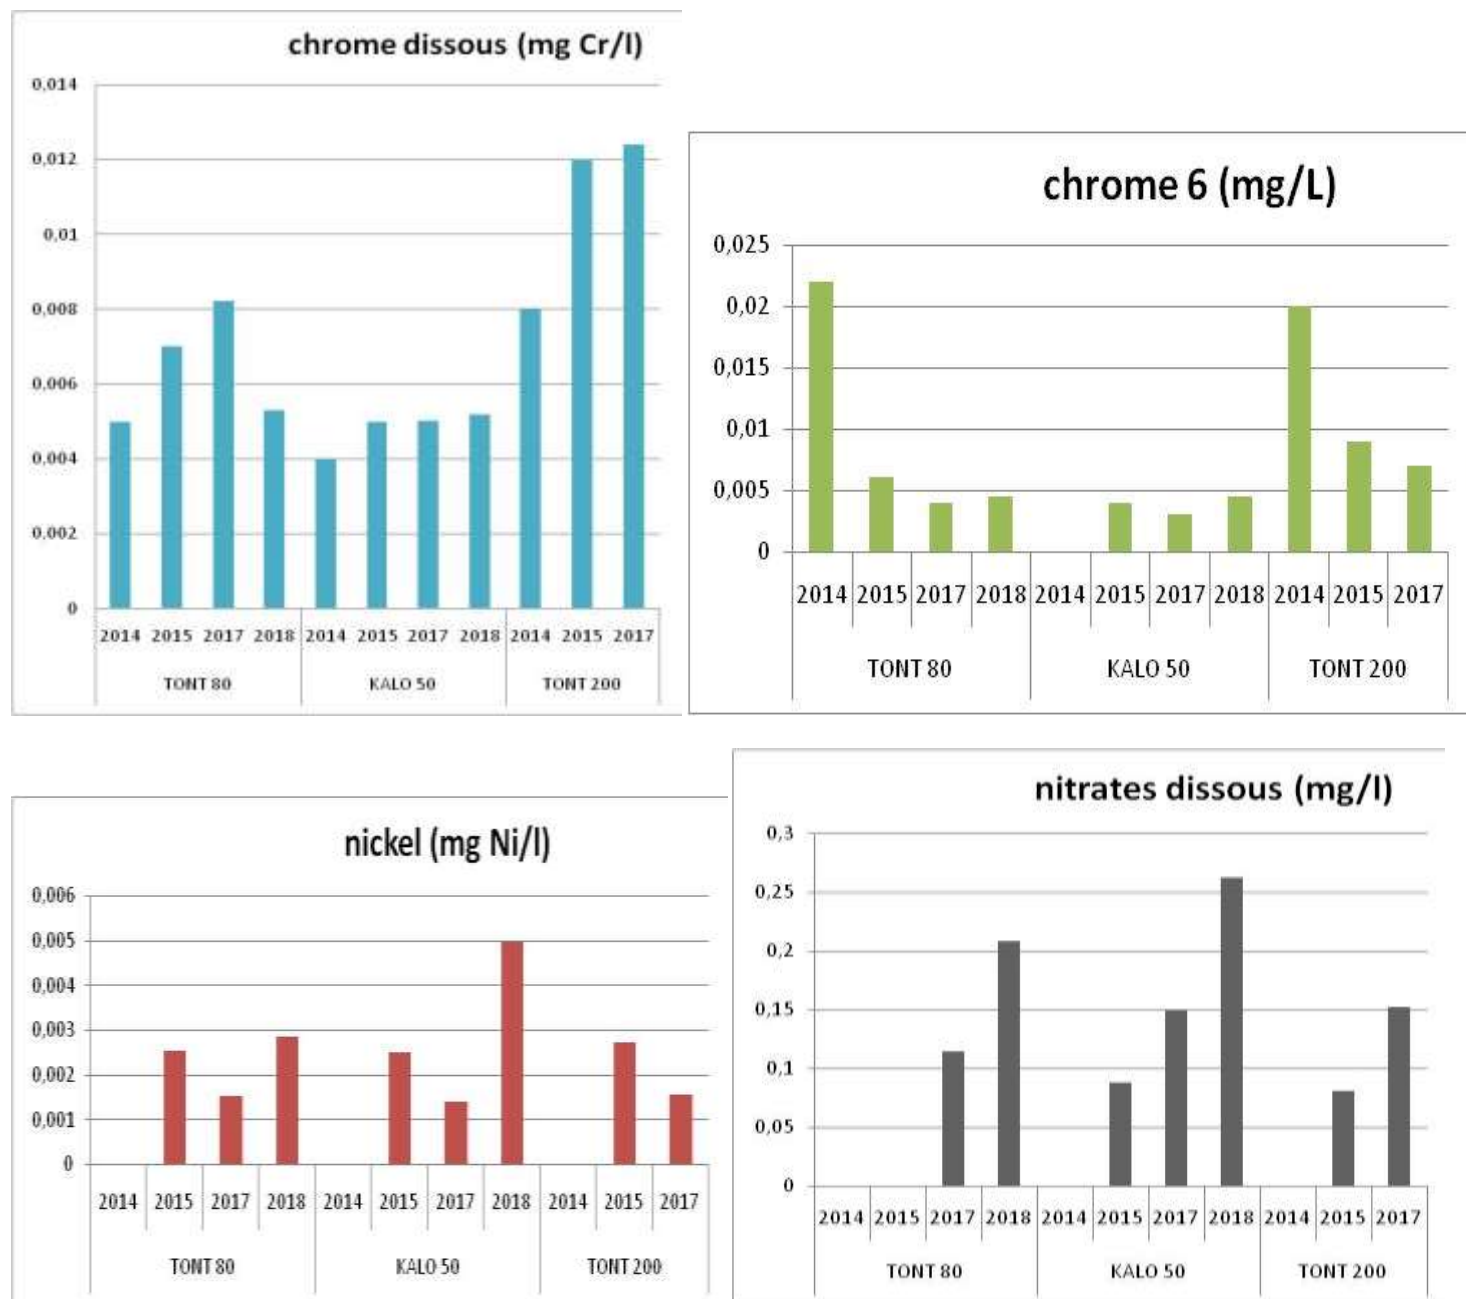 chrome dissous (mg Cr/l)
0,014
0,012
0,01
0,008
0,006
0,004
0,002
0
2014 2015 2017 2018 2014 2015 2017 2018 2014 2015 2017
TONT 80 KALO 50 TONT 200
chrome 6 (mg/L)
0,025
0,02
0,015
0,01
0,005
0
2014 2015 2017 2018 2014 2015 2017 2018 2014 2015 2017
TONT 80 KALO 50 TONT 200
nickel (mg Ni/l)
0,006
0,005
0,004
0,003
0,002
0,001
0
2014 2015 2017 2018 2014 2015 2017 2018 2014 2015 2017
TONT 80 KALO 50 TONT 200
nitrates dissous (mg/l)
0,3
0,25
0,2
0,15
0,1
0,05
0
2014 2015 2017 2018 2014 2015 2017 2018 2014 2015 2017
TONT 80 KALO 50 TONT 200